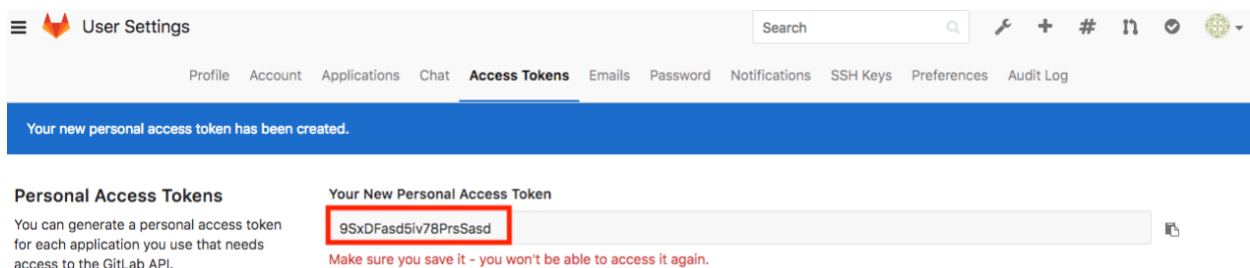 User Settings
Search
Profile Account Applications Chat Access Tokens Emails Password Notifications SSH Keys Preferences Audit Log
Your new personal access token has been created.
Personal Access Tokens
You can generate a personal access token
for each application you use that needs
access to the GitLab API.
Your New Personal Access Token
9SxDFasd5iv78PrsSasd
Make sure you save it - you won't be able to access it again.